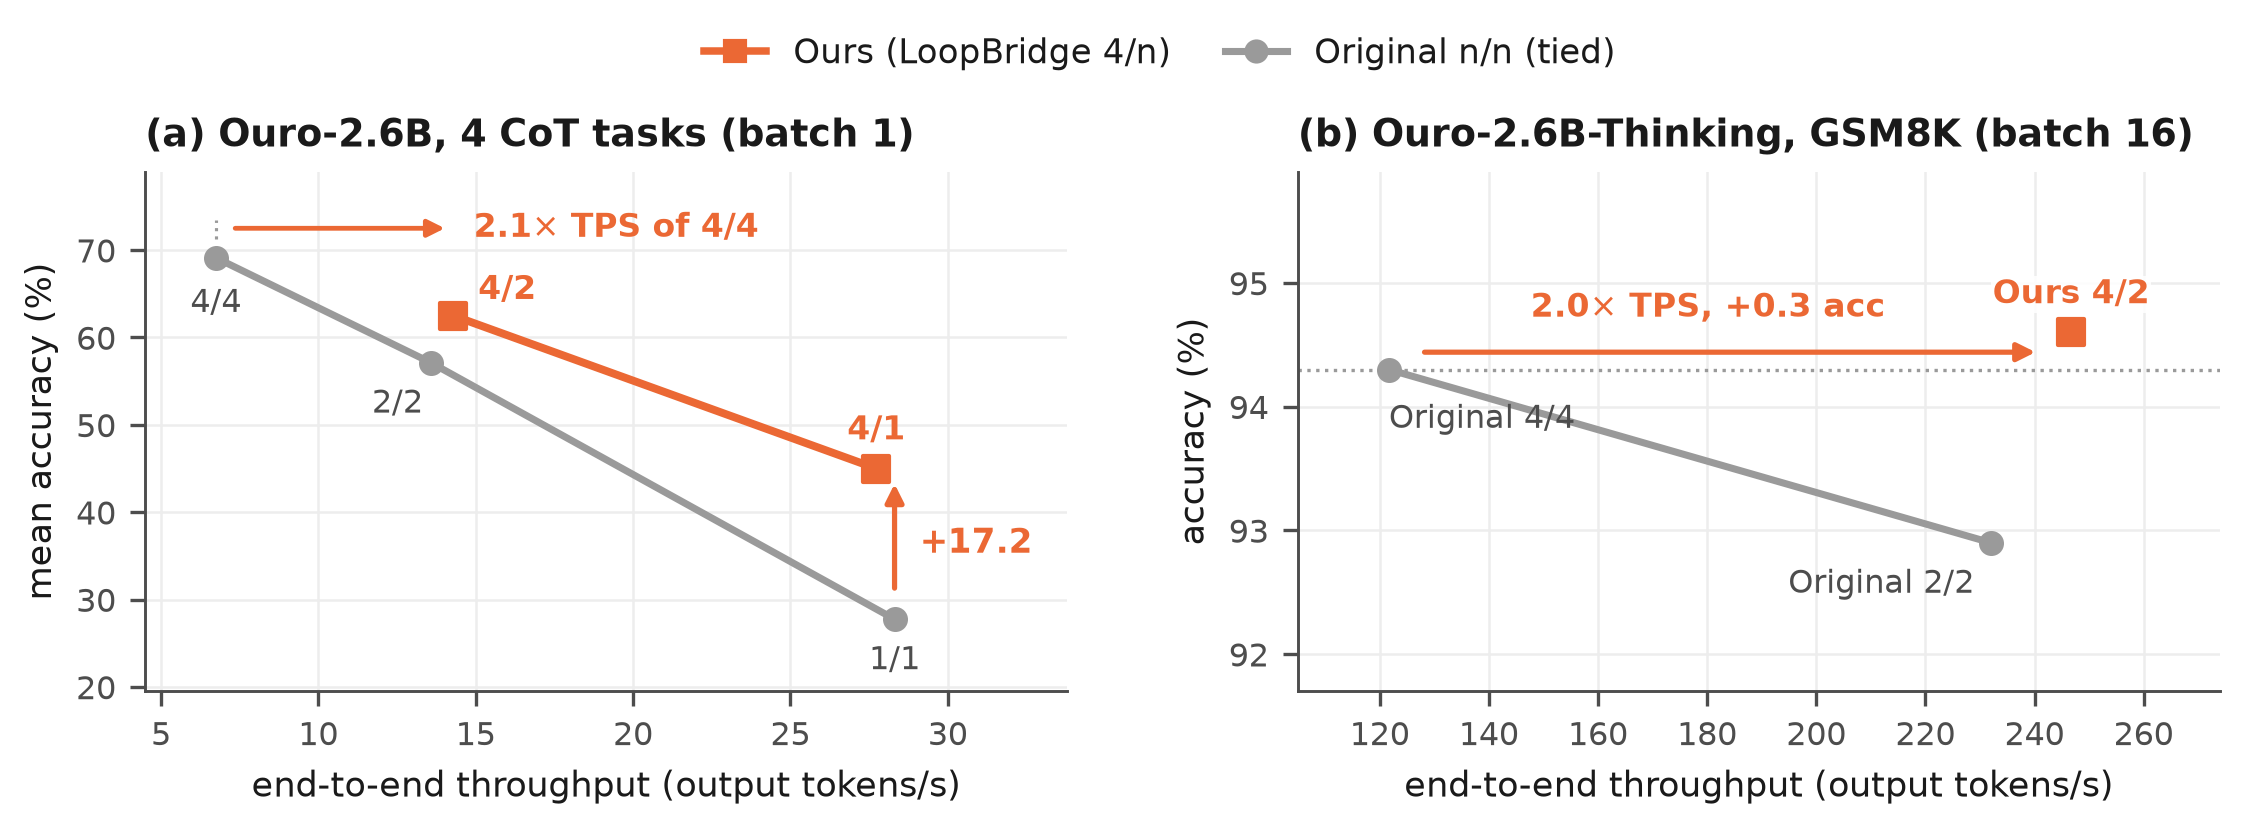 Ours (LoopBridge 4/n) Original n/n (tied)
(a) Ouro-2.6B, 4 CoT tasks (batch 1)
mean accuracy (%)
70
60
50
40
30
20
2.1× TPS of 4/4
4/4
4/2
2/2
4/1
+17.2
1/1
5 10 15 20 25 30
end-to-end throughput (output tokens/s)
(b) Ouro-2.6B-Thinking, GSM8K (batch 16)
accuracy (%)
95
94
93
92
Ours 4/2
2.0× TPS, +0.3 acc
Original 4/4
Original 2/2
120 140 160 180 200 220 240 260
end-to-end throughput (output tokens/s)